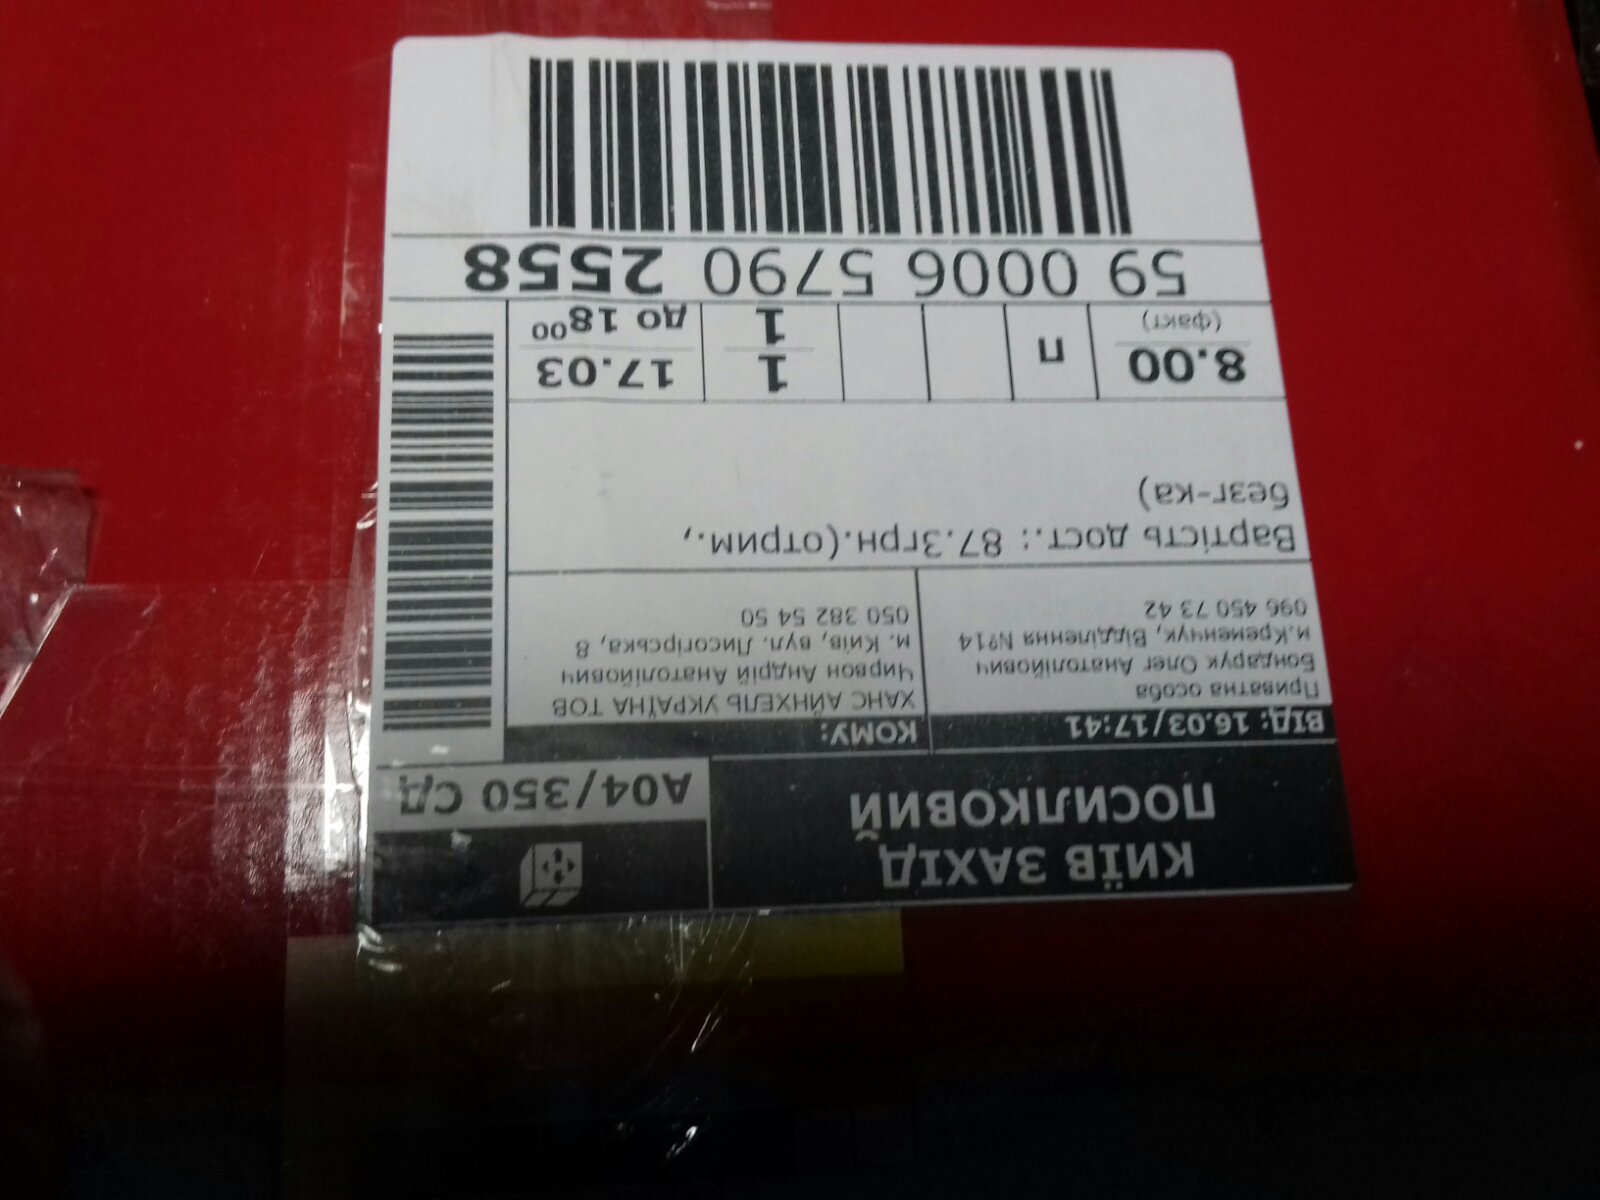 КИЇВ ЗАХІД
ПОСИЛКОВИЙ
А04/350 СД
ВІД: 16.03/17:41
Приватна особа
Бондарук Олег Анатолійович
м.Кременчук, Відділення №14
096 450 73 42
КОМУ:
ХАНС АЙНХЕЛЬ УКРАЇНА ТОВ
Чирвон Андрій Анатолійович
м. Київ, вул. Лисогірська, 8
050 382 54 50
Вартість дост.: 87.3грн.(отрим.,
безг-ка)
8.00
(факт)
П
1
1
17.03
до 18⁰⁰
59 0006 5790 2558